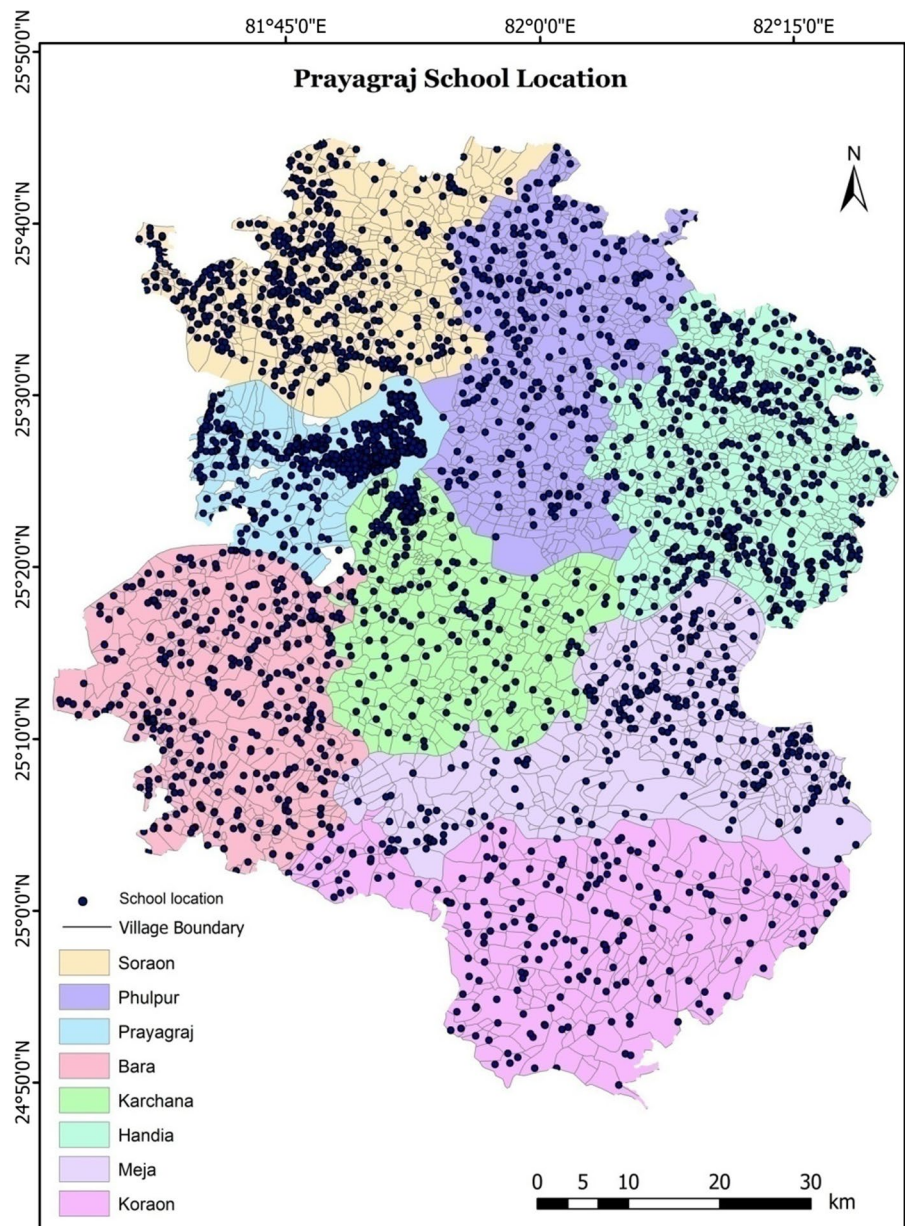 81°45'0"E 82°0'0"E 82°15'0"E
25°50'0"N
Prayagraj School Location
N
25°40'0"N
25°30'0"N
25°20'0"N
25°10'0"N
25°0'0"N
24°50'0"N
School location
Village Boundary
Soraon
Phulpur
Prayagraj
Bara
Karchana
Handia
Meja
Koraon
0 5 10 20 30
km